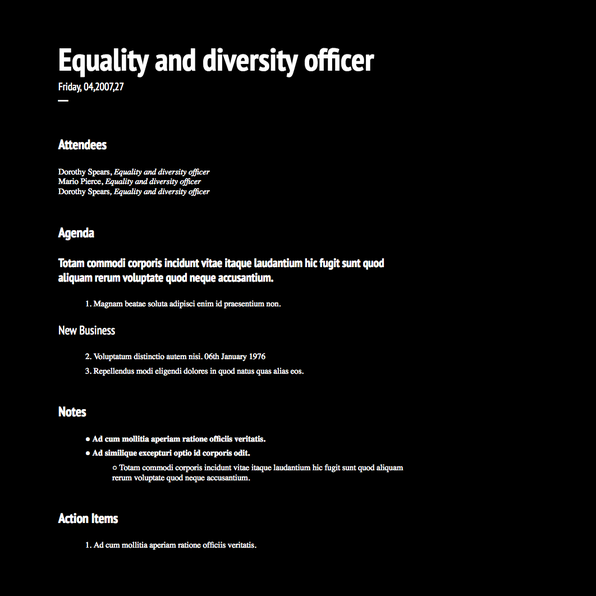 Equality and diversity officer
Friday, 04,2007,27
Attendees
Dorothy Spears, Equality and diversity officer
Mario Pierce, Equality and diversity officer
Dorothy Spears, Equality and diversity officer
Agenda
Totam commodi corporis incidunt vitae itaque laudantium hic fugit sunt quod
aliquam rerum voluptate quod neque accusantium.
1. Magnam beatae soluta adipisci enim id praesentium non.
New Business
2. Voluptatum distinctio autem nisi. 06th January 1976
3. Repellendus modi eligendi dolores in quod natus quas alias eos.
Notes
● Ad cum mollitia aperiam ratione officiis veritatis.
● Ad similique excepturi optio id corporis odit.
○ Totam commodi corporis incidunt vitae itaque laudantium hic fugit sunt quod aliquam
rerum voluptate quod neque accusantium.
Action Items
1. Ad cum mollitia aperiam ratione officiis veritatis.